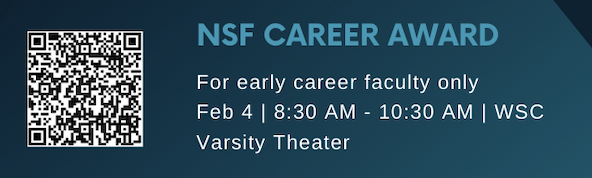 NSF CAREER AWARD
For early career faculty only
Feb 4 | 8:30 AM - 10:30 AM | WSC
Varsity Theater